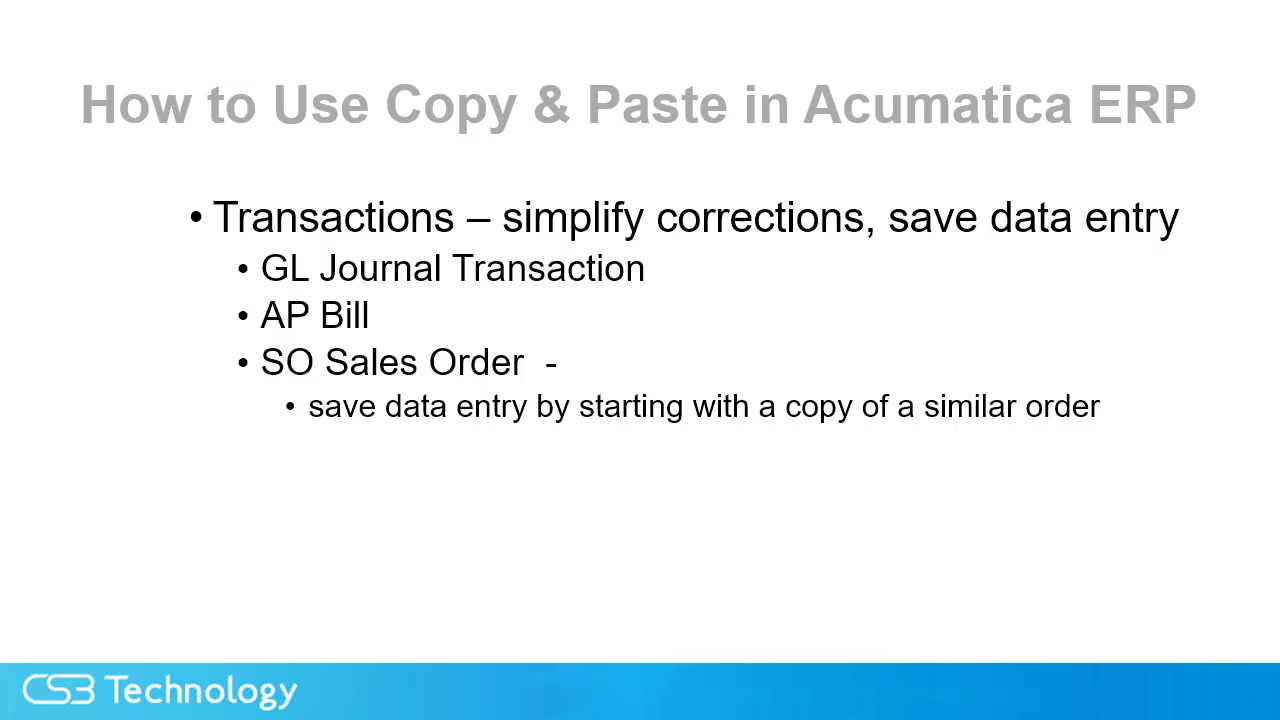 How to Use Copy & Paste in Acumatica ERP
• Transactions – simplify corrections, save data entry
• GL Journal Transaction
• AP Bill
• SO Sales Order -
• save data entry by starting with a copy of a similar order
CS3 Technology